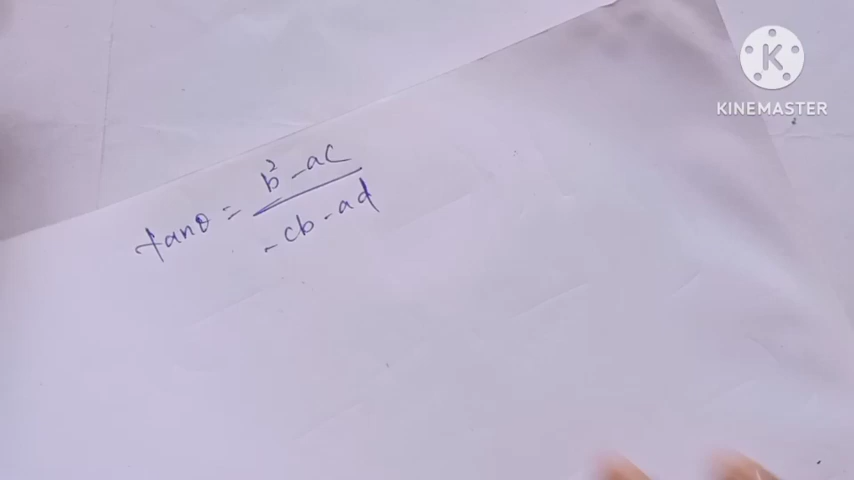 K
KINEMASTER
tanθ = b² - ac
-cb - ad